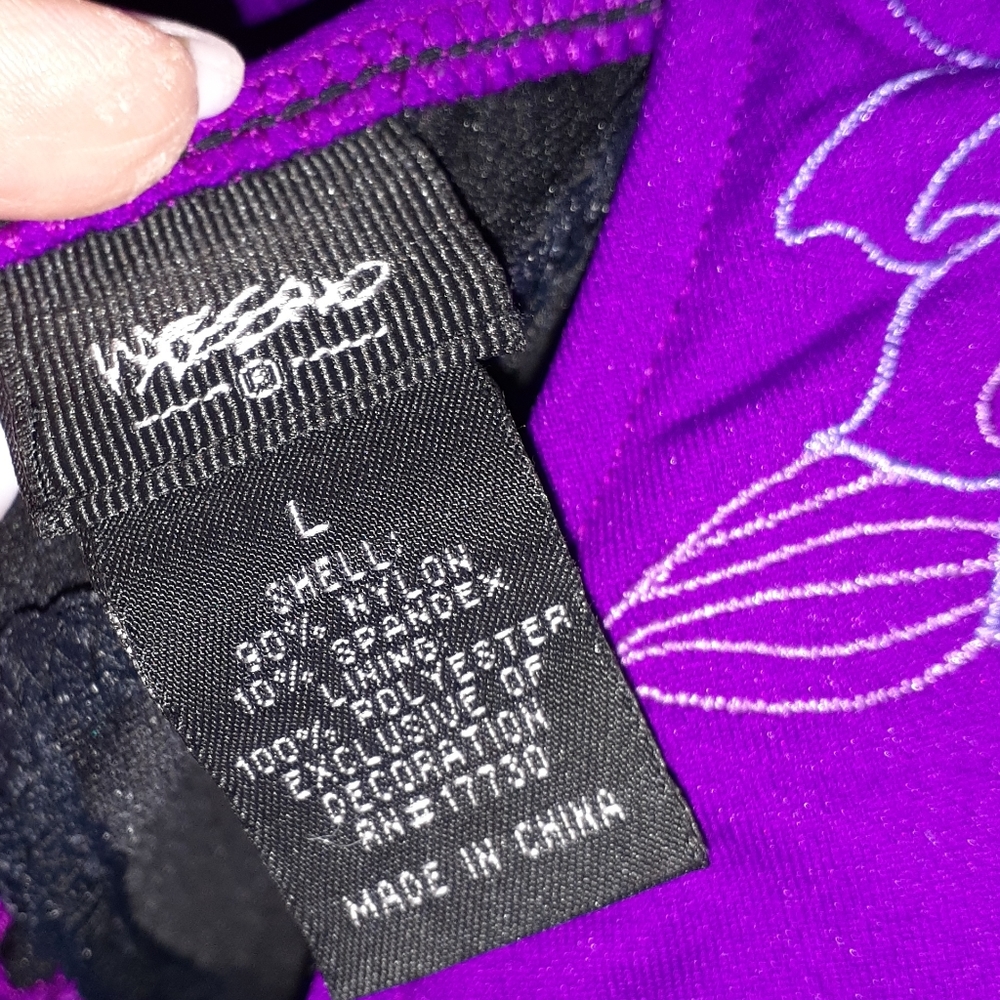 L
SHELL:
90% NYLON
10% SPANDEX
LINING:
100% POLYESTER
EXCLUSIVE OF
DECORATION
RN#17730
MADE IN CHINA